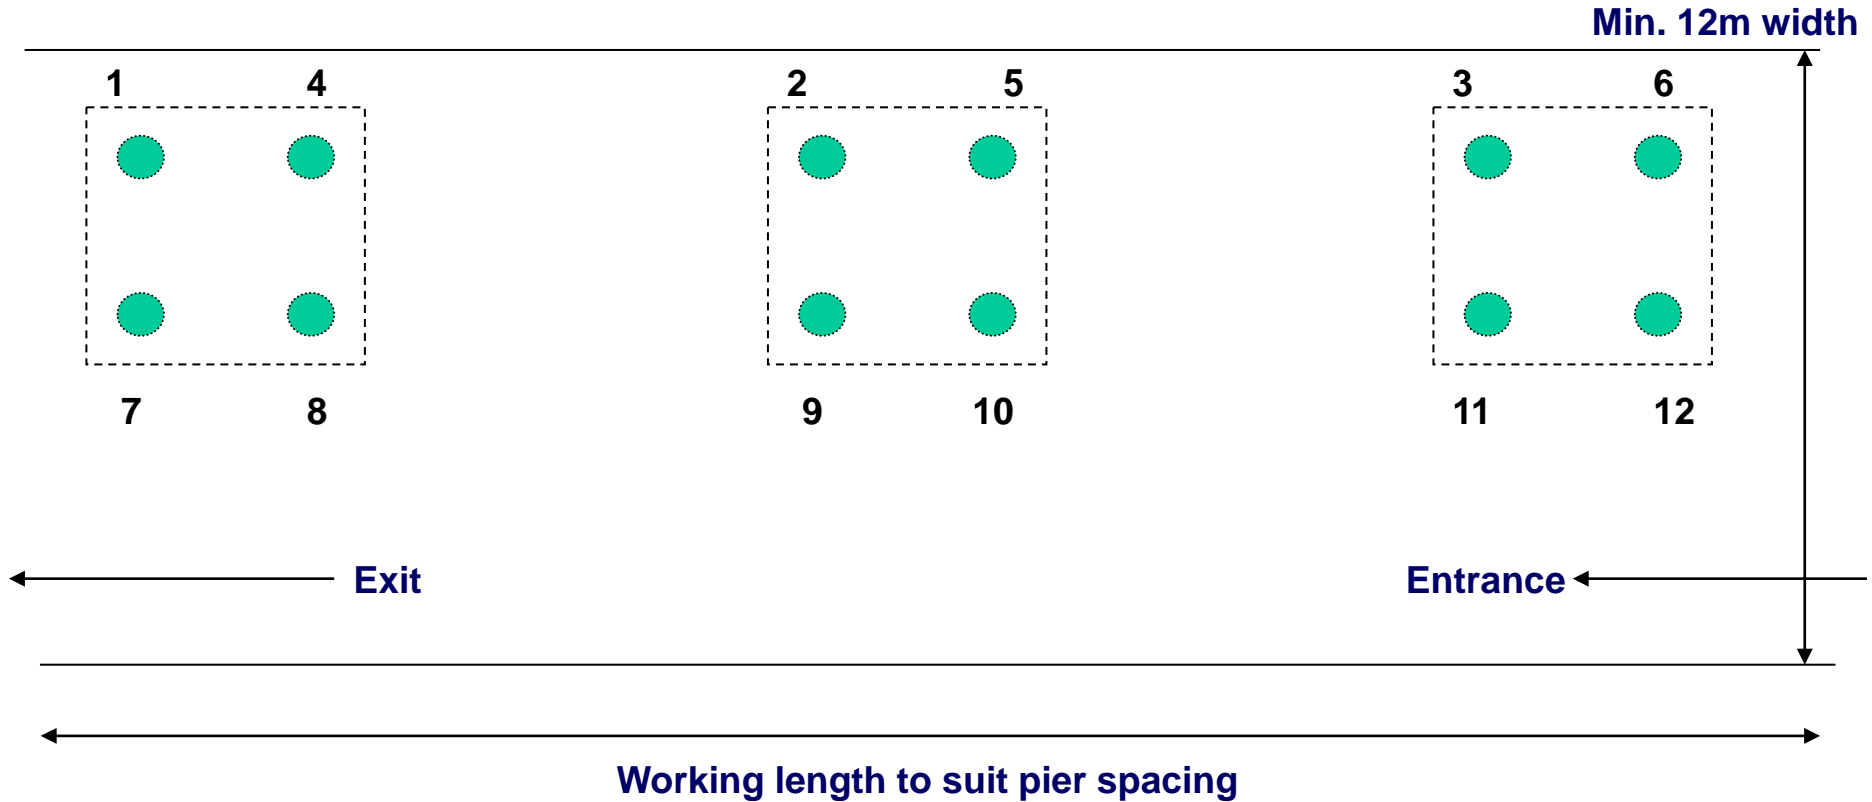 Min. 12m width
1 4 2 5 3 6
7 8 9 10 11 12
Exit Entrance
Working length to suit pier spacing